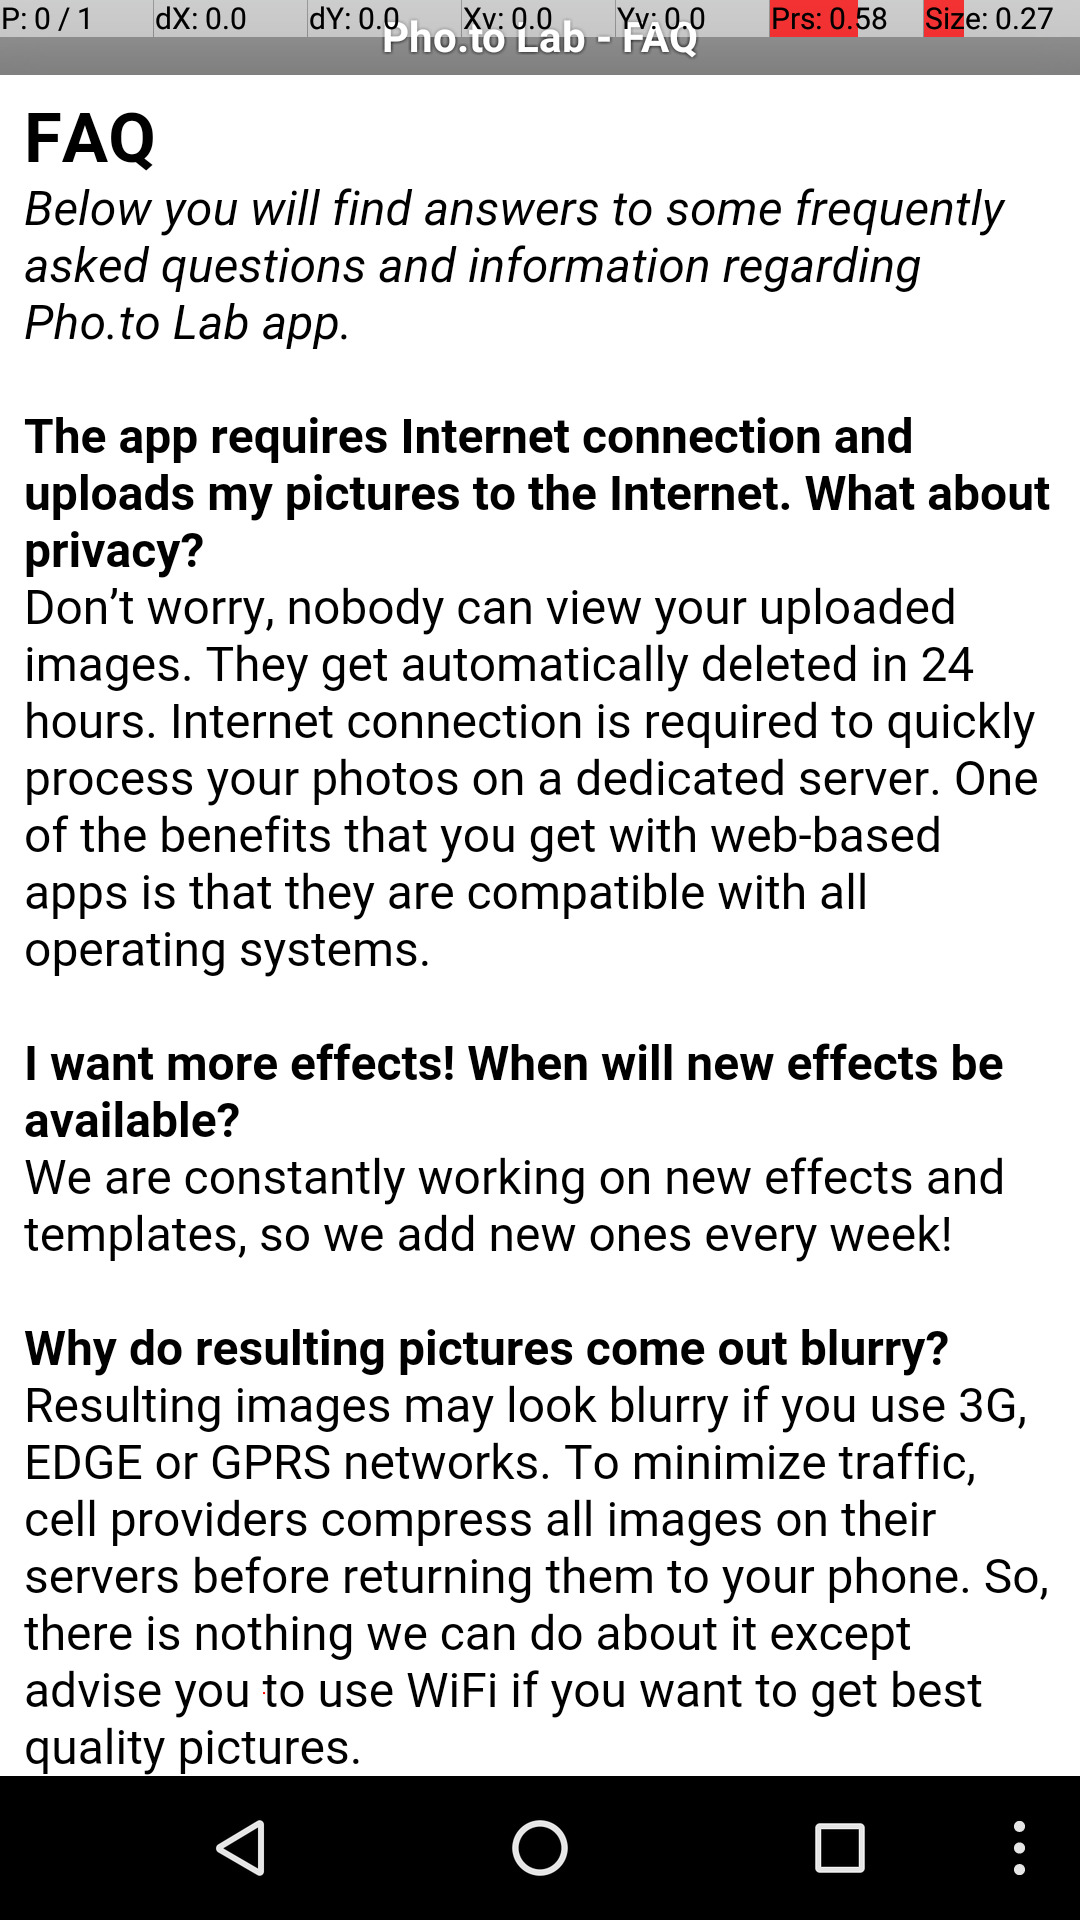 P: 0 / 1 dX: 0.0 dY: 0.0 Xv: 0.0 Yv: 0.0 Prs: 0.58 Size: 0.27
Pho.to Lab - FAQ
FAQ
Below you will find answers to some frequently
asked questions and information regarding
Pho.to Lab app.
The app requires Internet connection and
uploads my pictures to the Internet. What about
privacy?
Don’t worry, nobody can view your uploaded
images. They get automatically deleted in 24
hours. Internet connection is required to quickly
process your photos on a dedicated server. One
of the benefits that you get with web-based
apps is that they are compatible with all
operating systems.
I want more effects! When will new effects be
available?
We are constantly working on new effects and
templates, so we add new ones every week!
Why do resulting pictures come out blurry?
Resulting images may look blurry if you use 3G,
EDGE or GPRS networks. To minimize traffic,
cell providers compress all images on their
servers before returning them to your phone. So,
there is nothing we can do about it except
advise you to use WiFi if you want to get best
quality pictures.